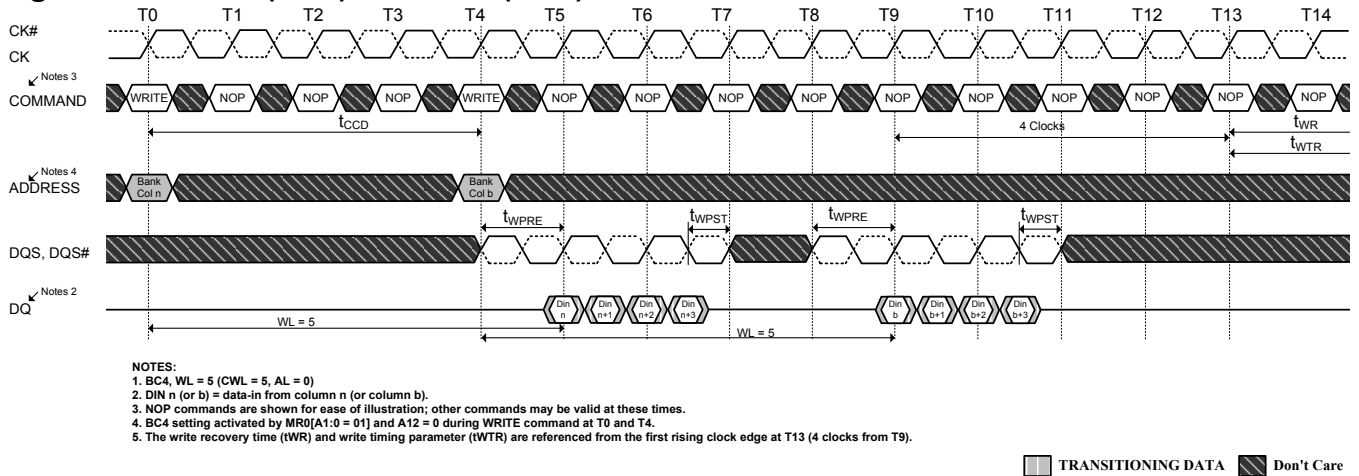 T0 T1 T2 T3 T4 T5 T6 T7 T8 T9 T10 T11 T12 T13 T14
CK#
CK
Notes 3
COMMAND
WRITE NOP NOP NOP WRITE NOP NOP NOP NOP NOP NOP NOP NOP NOP NOP
tCCD
4 Clocks
tWR
tWTR
Notes 4
ADDRESS
Bank Col n
Bank Col b
tWPRE tWPST tWPRE tWPST
DQS, DQS#
Notes 2
DQ
Din n
Din n+1
Din n+2
Din n+3
Din b
Din b+1
Din b+2
Din b+3
WL = 5
WL = 5
NOTES:
1. BC4, WL = 5 (CWL = 5, AL = 0)
2. DIN n (or b) = data-in from column n (or column b).
3. NOP commands are shown for ease of illustration; other commands may be valid at these times.
4. BC4 setting activated by MR0[A1:0 = 01] and A12 = 0 during WRITE command at T0 and T4.
5. The write recovery time (tWR) and write timing parameter (tWTR) are referenced from the first rising clock edge at T13 (4 clocks from T9).
TRANSITIONING DATA Don't Care